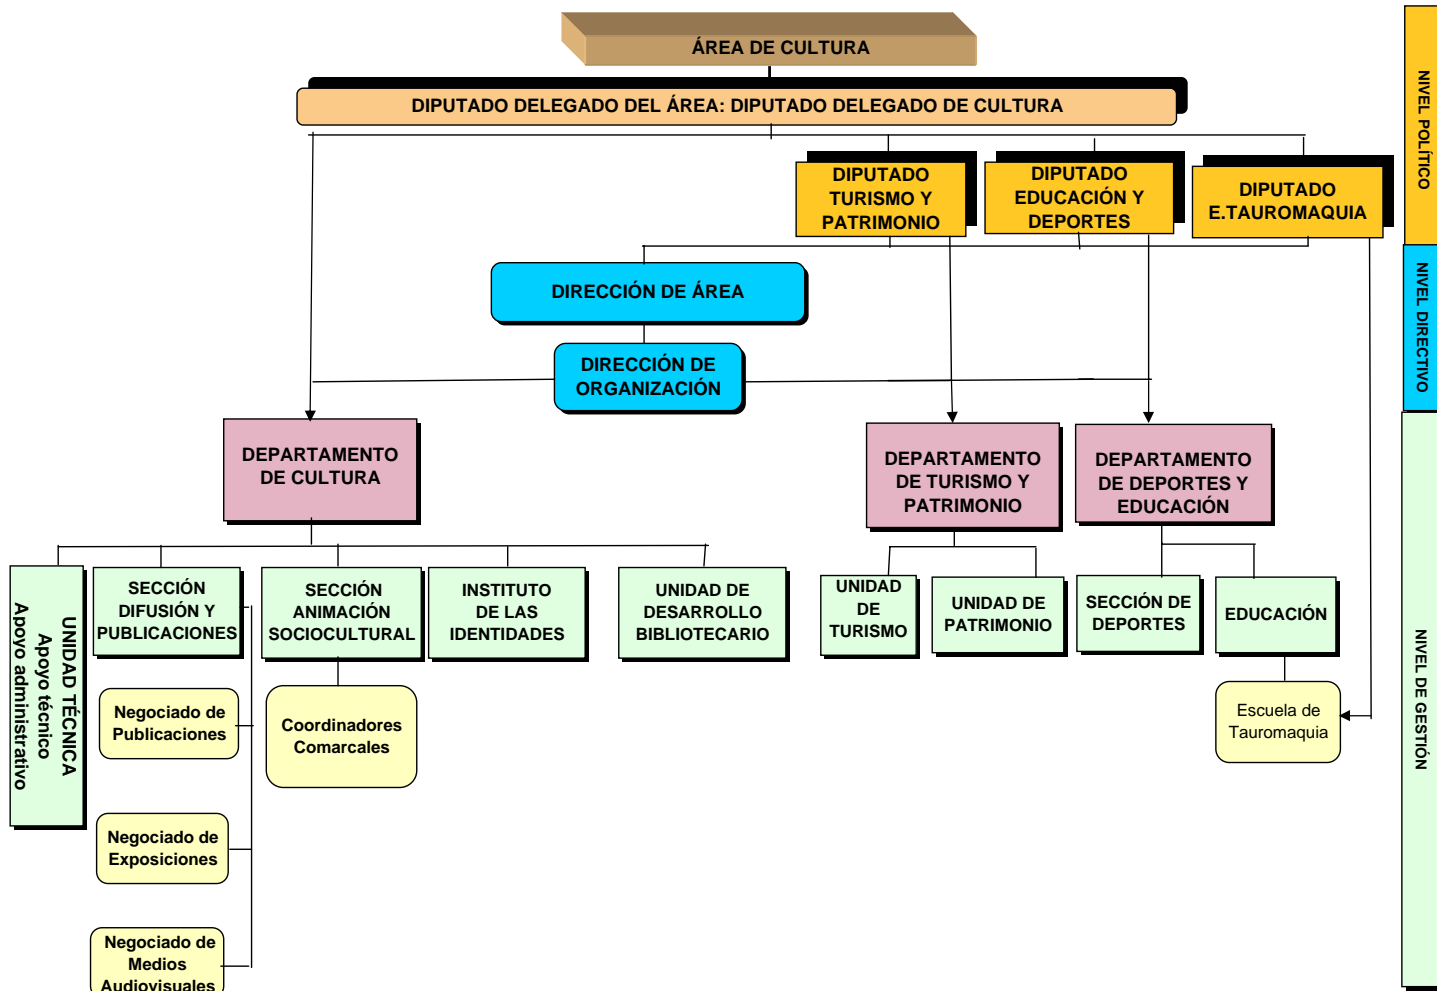 ÁREA DE CULTURA
DIPUTADO DELEGADO DEL ÁREA: DIPUTADO DELEGADO DE CULTURA
DIPUTADO
TURISMO Y
PATRIMONIO
DIPUTADO
EDUCACIÓN Y
DEPORTES
DIPUTADO
E.TAUROMAQUIA
NIVEL POLÍTICO
DIRECCIÓN DE ÁREA
DIRECCIÓN DE
ORGANIZACIÓN
NIVEL DIRECTIVO
DEPARTAMENTO
DE CULTURA
DEPARTAMENTO
DE TURISMO Y
PATRIMONIO
DEPARTAMENTO
DE DEPORTES Y
EDUCACIÓN
UNIDAD TÉCNICA
Apoyo técnico
Apoyo administrativo
SECCIÓN
DIFUSIÓN Y
PUBLICACIONES
SECCIÓN
ANIMACIÓN
SOCIOCULTURAL
INSTITUTO
DE LAS
IDENTIDADES
UNIDAD DE
DESARROLLO
BIBLIOTECARIO
UNIDAD
DE
TURISMO
UNIDAD DE
PATRIMONIO
SECCIÓN DE
DEPORTES
EDUCACIÓN
Negociado de
Publicaciones
Coordinadores
Comarcales
Escuela de
Tauromaquia
Negociado de
Exposiciones
Negociado de
Medios
Audiovisuales
NIVEL DE GESTIÓN